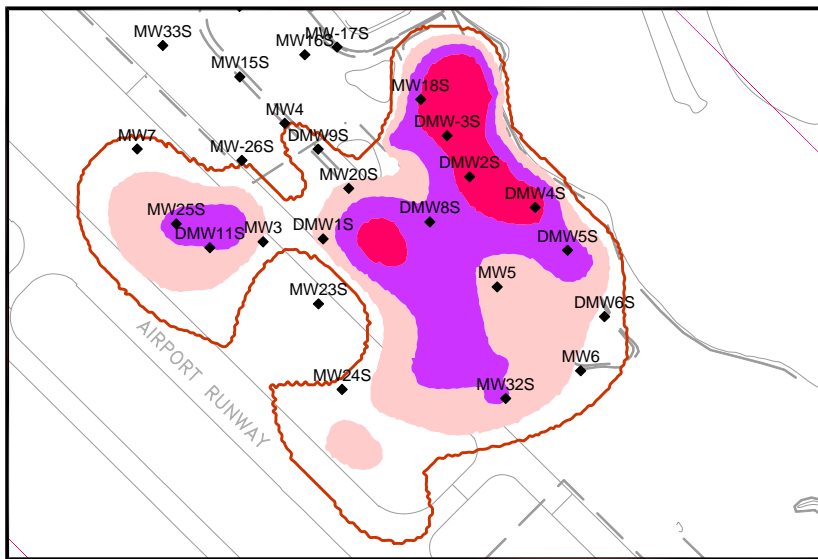 MW33S
MW-17S
MW16S
MW15S
MW18S
MW4
DMW-3S
MW7
DMW9S
MW-26S
DMW2S
MW20S
DMW4S
MW25S
DMW8S
DMW11S
MW3
DMW1S
DMW5S
MW5
MW23S
DMW6S
AIRPORT RUNWAY
MW6
MW24S
MW32S